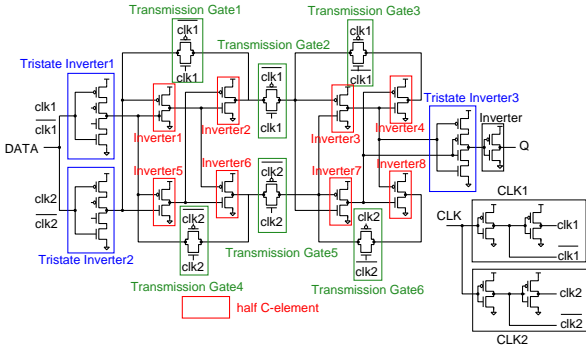 Transmission Gate1
Transmission Gate3
clk1
clk1
Transmission Gate2
clk1
clk1
clk1
clk1
Tristate Inverter1
clk1
clk1
DATA
Inverter1
Inverter2
Inverter3
Inverter4
Tristate Inverter3
Inverter
Q
Inverter5
Inverter6
Inverter7
Inverter8
clk2
clk2
clk2
clk2
clk2
clk2
clk2
clk2
Tristate Inverter2
Transmission Gate5
Transmission Gate4
Transmission Gate6
half C-element
CLK1
CLK
clk1
clk1
clk2
clk2
CLK2